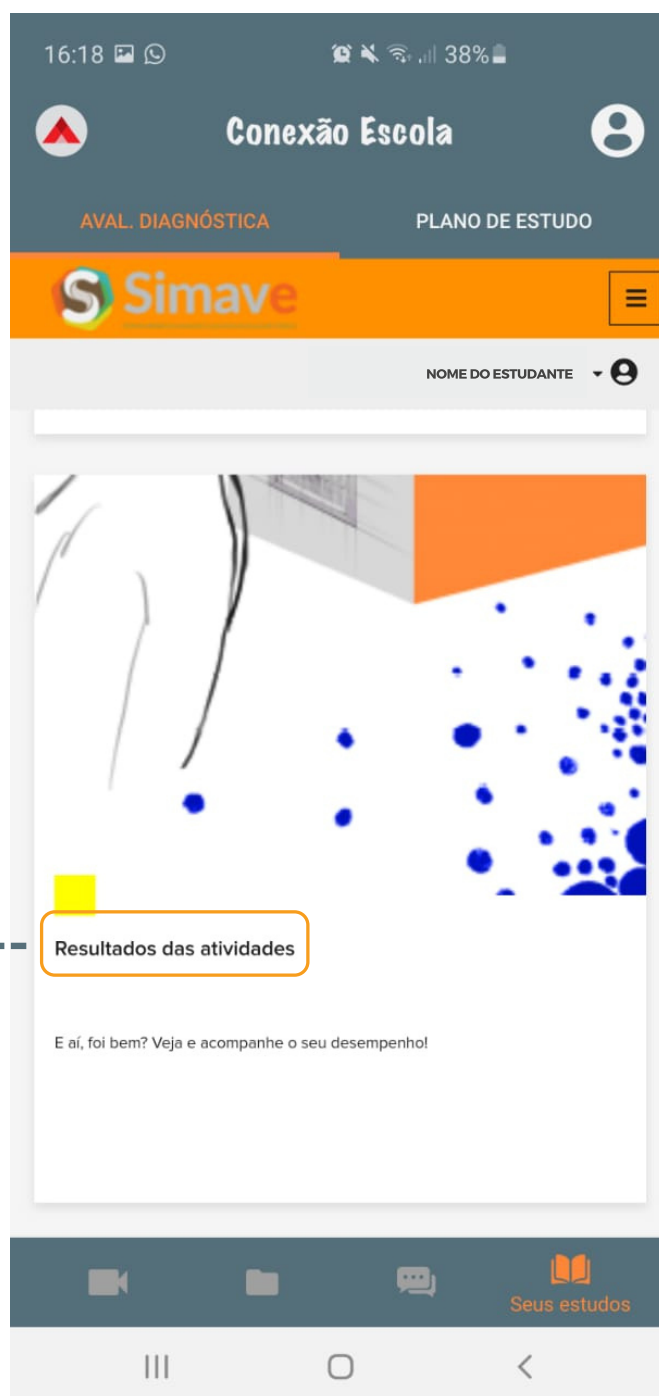 16:18 38%
Conexão Escola
AVAL. DIAGNÓSTICA PLANO DE ESTUDO
Simave
NOME DO ESTUDANTE
Resultados das atividades
E aí, foi bem? Veja e acompanhe o seu desempenho!
Seus estudos